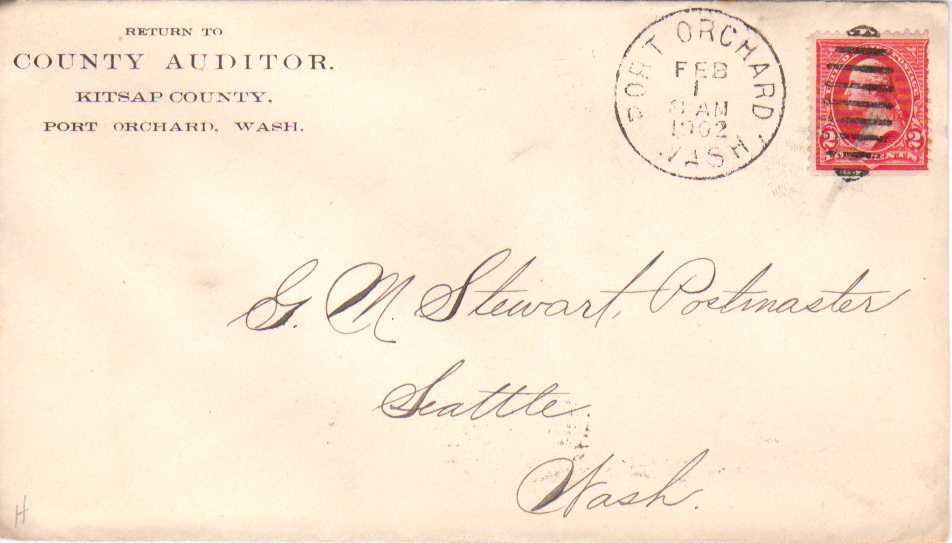 RETURN TO
COUNTY AUDITOR.
KITSAP COUNTY,
PORT ORCHARD, WASH.
PORT ORCHARD,
FEB
1
8 AM
1902
WASH
2 2
G. M. Stewart, Postmaster
Seattle
Wash.
H